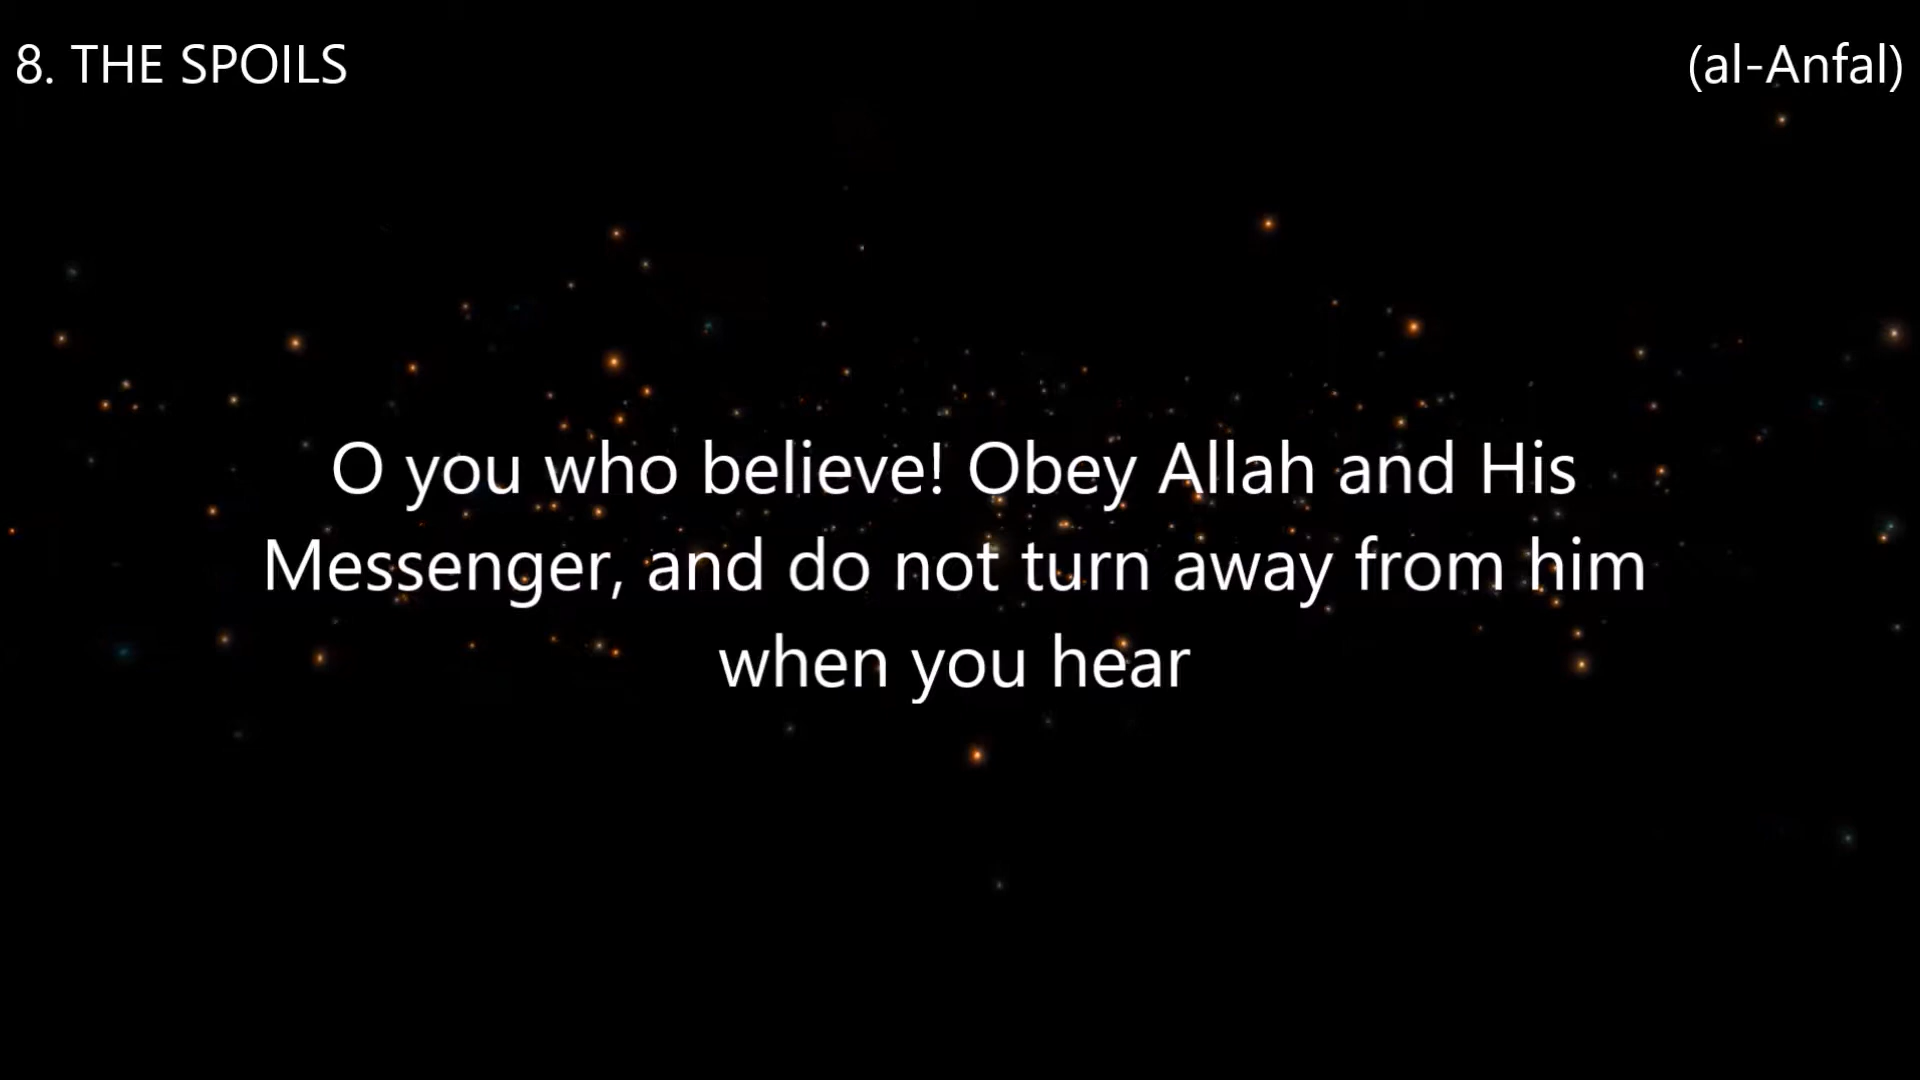 8. THE SPOILS
(al-Anfal)
O you who believe! Obey Allah and His
Messenger, and do not turn away from him
when you hear